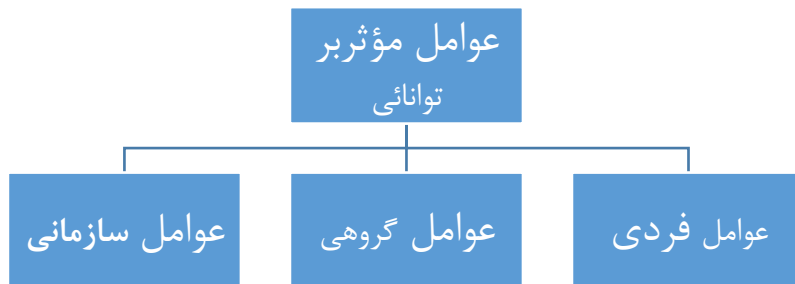 عوامل مؤثربر
توانائی
عوامل فردی
عوامل گروهی
عوامل سازمانی